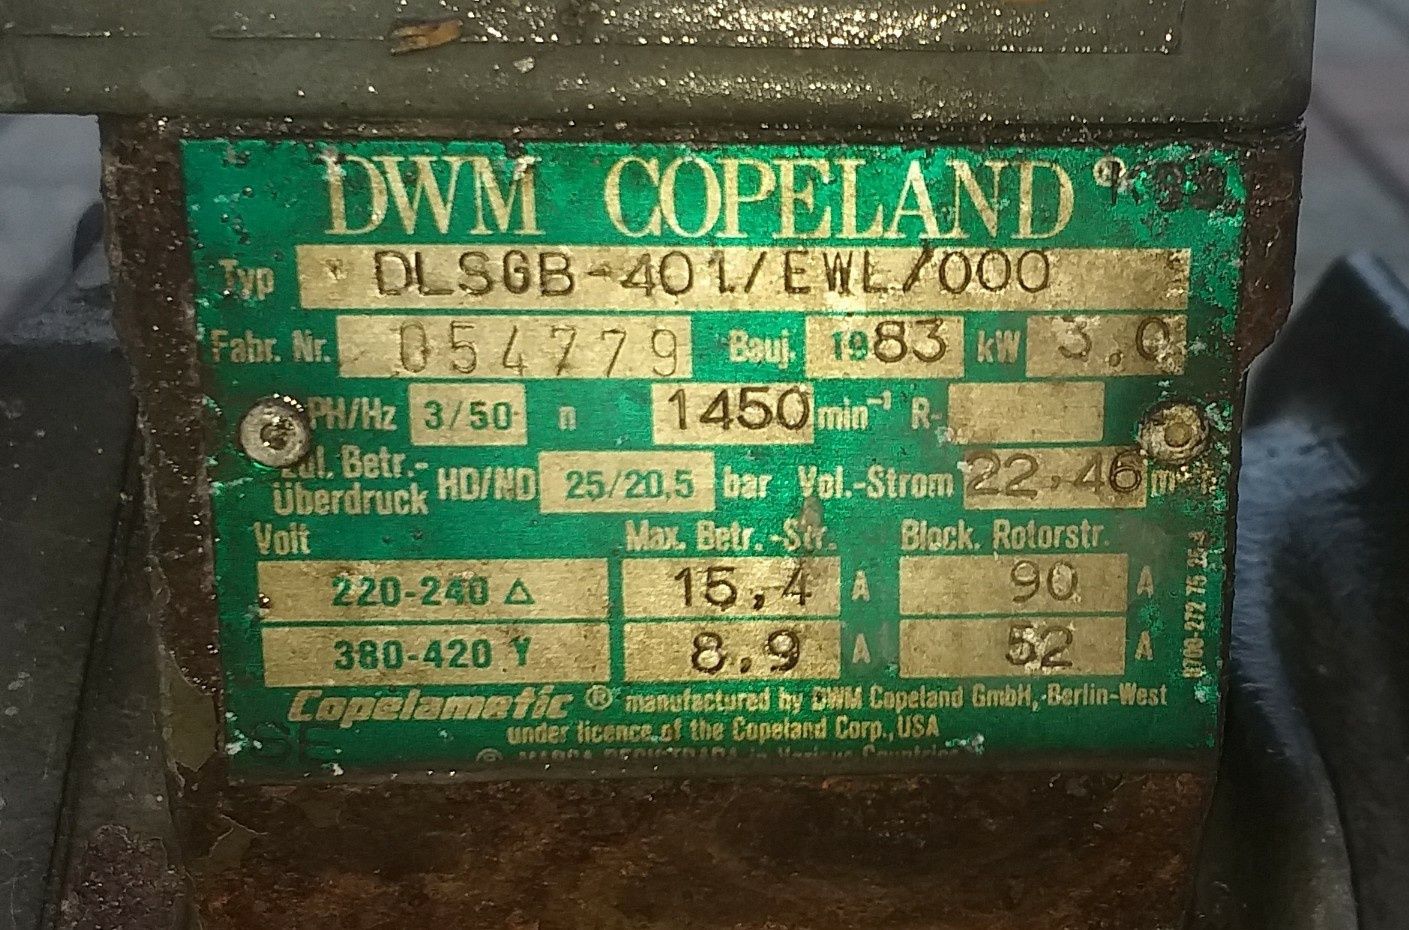 DWM COPELAND
Typ DLSGB-401/EWL/000
Fabr. Nr. 054779 Bauj. 1983 kW 3,0
PH/Hz 3/50 n 1450 min⁻¹ R-
Zul. Betr.-
Überdruck HD/ND 25/20,5 bar Vol.-Strom 22,46
Volt Max. Betr.-Str. Block. Rotorstr.
220-240 △ 15,4 A 90 A
380-420 Y 8,9 A 52 A
Copelametic ® manufactured by DWM Copeland GmbH, Berlin-West
under licence of the Copeland Corp., USA
SE